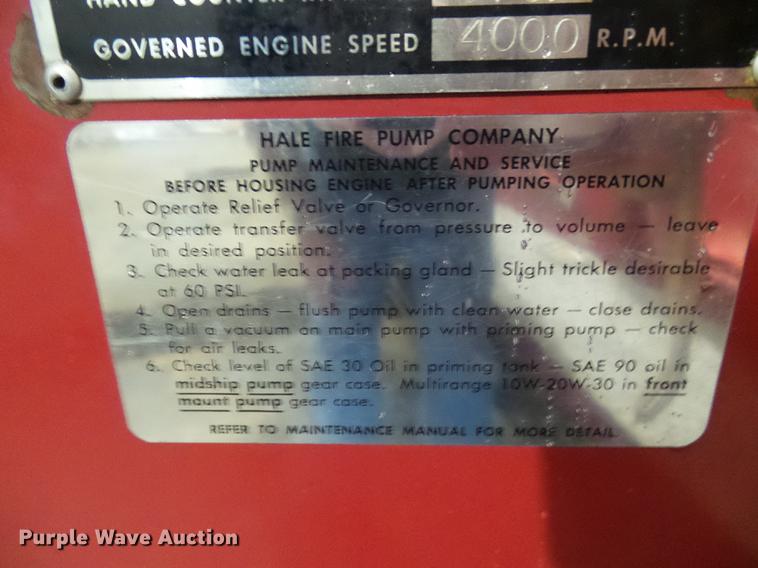 HAND COUNTER
GOVERNED ENGINE SPEED 4000 R.P.M.
HALE FIRE PUMP COMPANY
PUMP MAINTENANCE AND SERVICE
BEFORE HOUSING ENGINE AFTER PUMPING OPERATION
1. Operate Relief Valve or Governor.
2. Operate transfer valve from pressure to volume — leave
in desired position.
3. Check water leak at packing gland — Slight trickle desirable
at 60 PSI.
4. Open drains — flush pump with clean water — close drains.
5. Pull a vacuum on main pump with priming pump — check
for air leaks.
6. Check level of SAE 30 Oil in priming tank — SAE 90 oil in
midship pump gear case. Multirange 10W-20W-30 in front
mount pump gear case.
REFER TO MAINTENANCE MANUAL FOR MORE DETAIL
Purple Wave Auction